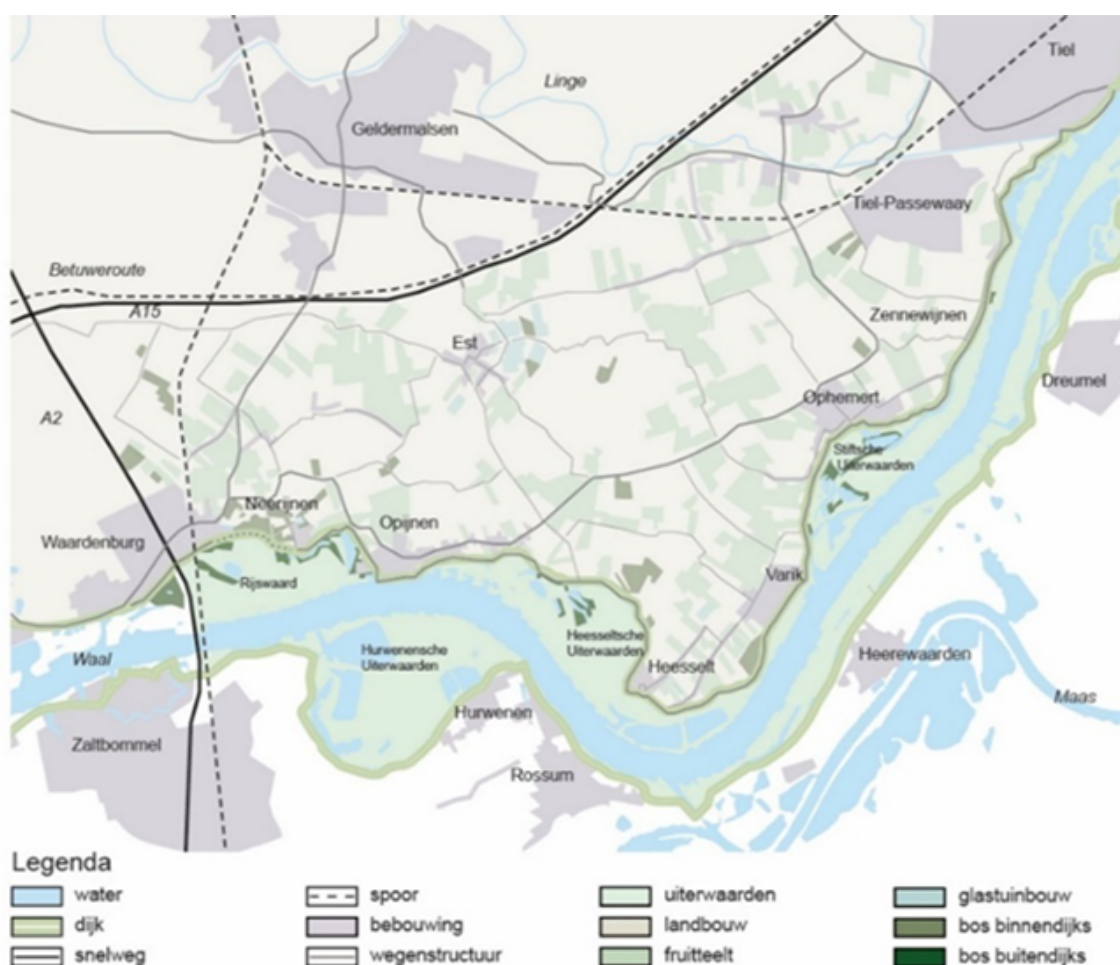 Tiel
Linge
Geldermalsen
Tiel-Passewaay
Betuweroute
A15
Zennewijnen
Est
Dreumel
A2
Ophemert
Stiftsche
Uiterwaarden
Neerijnen
Opijnen
Waardenburg
Varik
Rijswaard
Heesseltsche
Uiterwaarden
Hurwenensche
Uiterwaarden
Waal
Heesselt
Heerewaarden
Maas
Hurwenen
Zaltbommel
Rossum
Legenda
water
spoor
uiterwaarden
glastuinbouw
dijk
bebouwing
landbouw
bos binnendijks
snelweg
wegenstructuur
fruitteelt
bos buitendijks